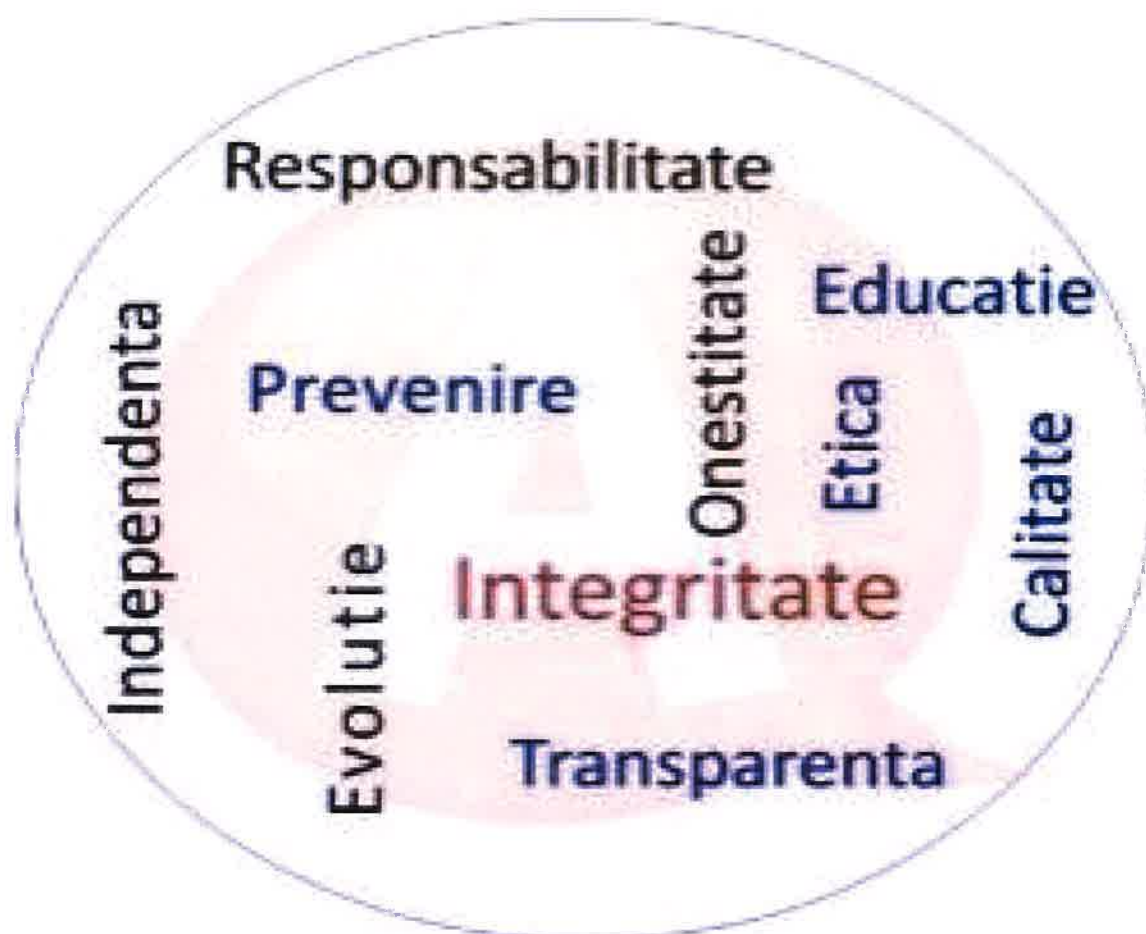 Responsabilitate
Independenta
Prevenire
Onestitate
Educatie
Etica
Calitate
Evolutie
Integritate
Transparenta